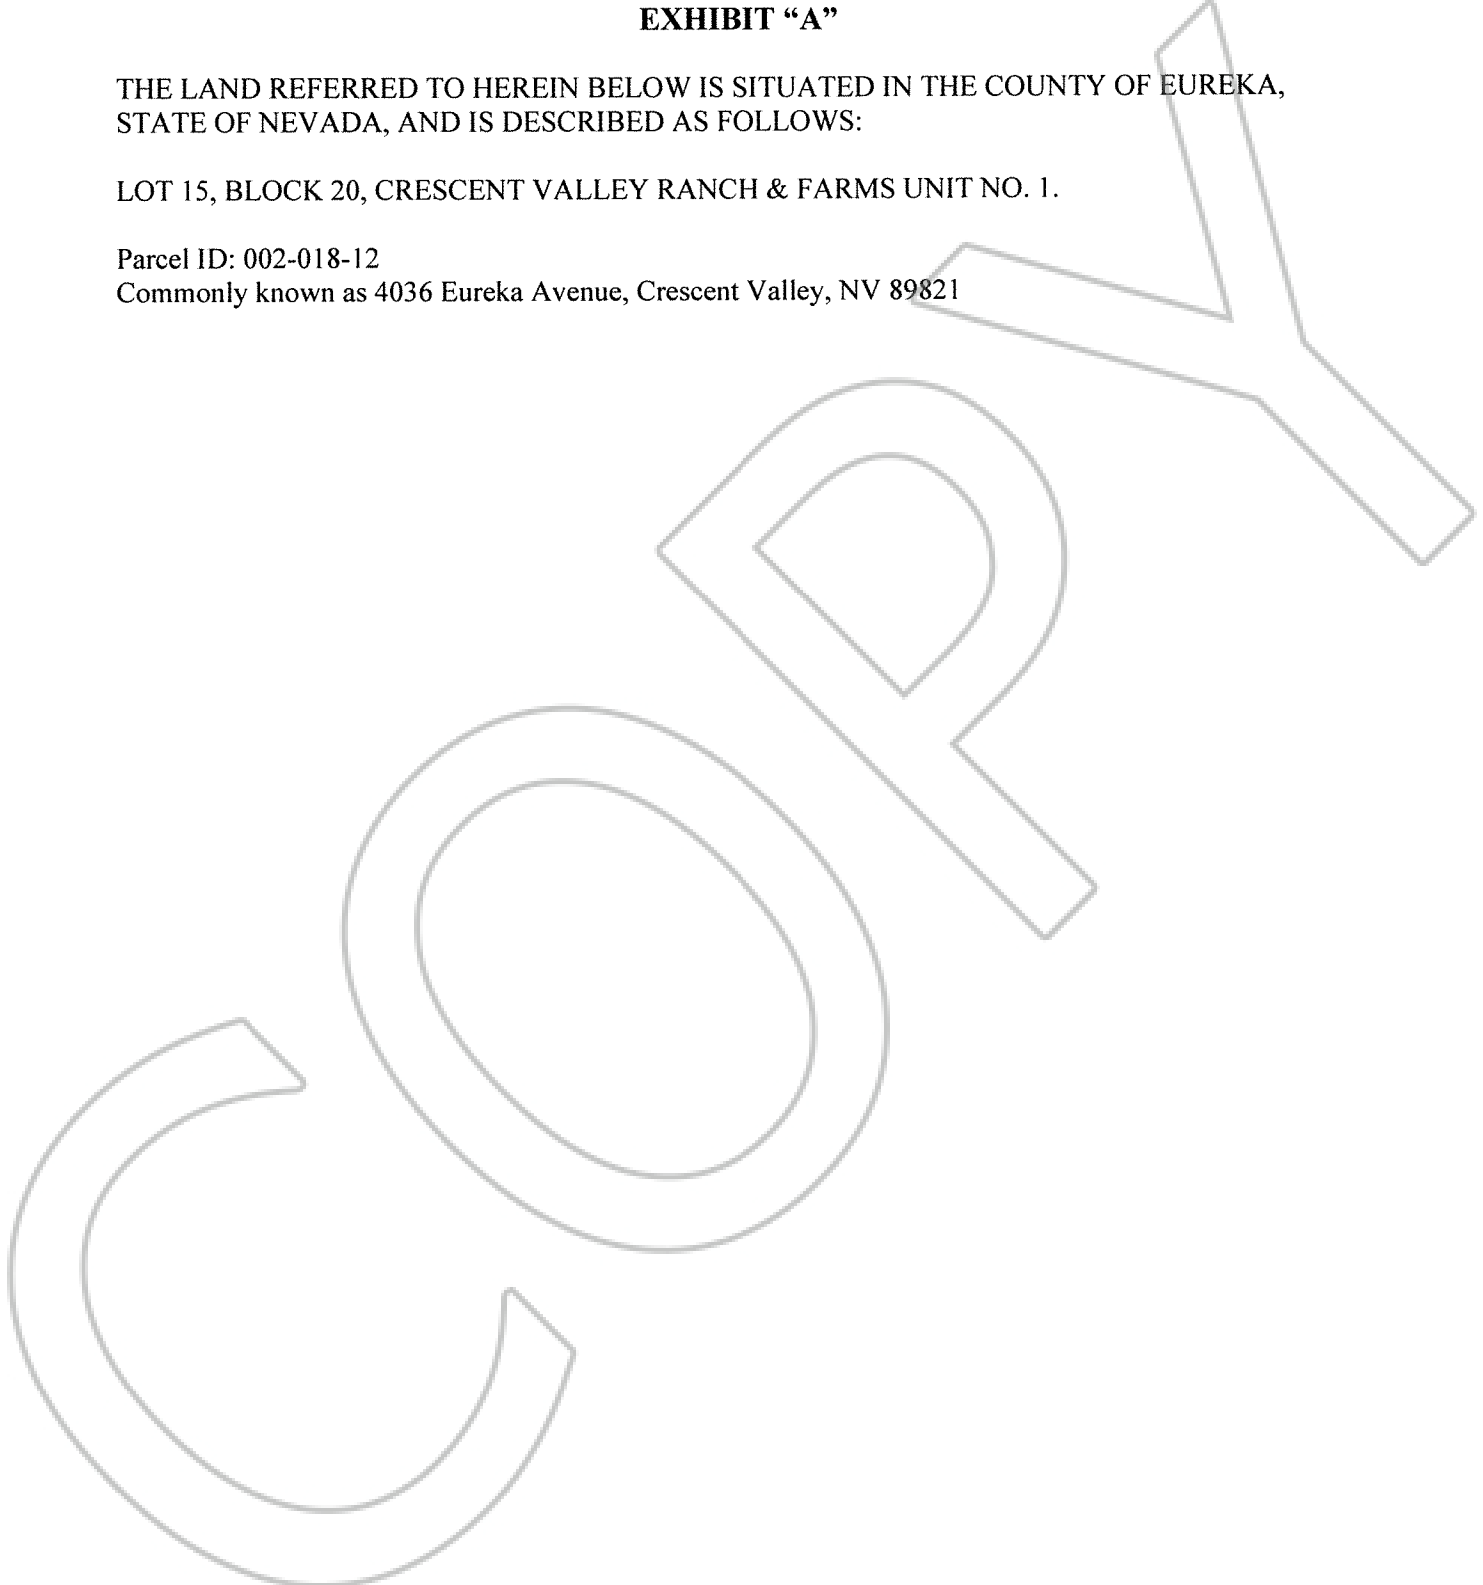 EXHIBIT “A”
THE LAND REFERRED TO HEREIN BELOW IS SITUATED IN THE COUNTY OF EUREKA,
STATE OF NEVADA, AND IS DESCRIBED AS FOLLOWS:
LOT 15, BLOCK 20, CRESCENT VALLEY RANCH & FARMS UNIT NO. 1.
Parcel ID: 002-018-12
Commonly known as 4036 Eureka Avenue, Crescent Valley, NV 89821
COPY